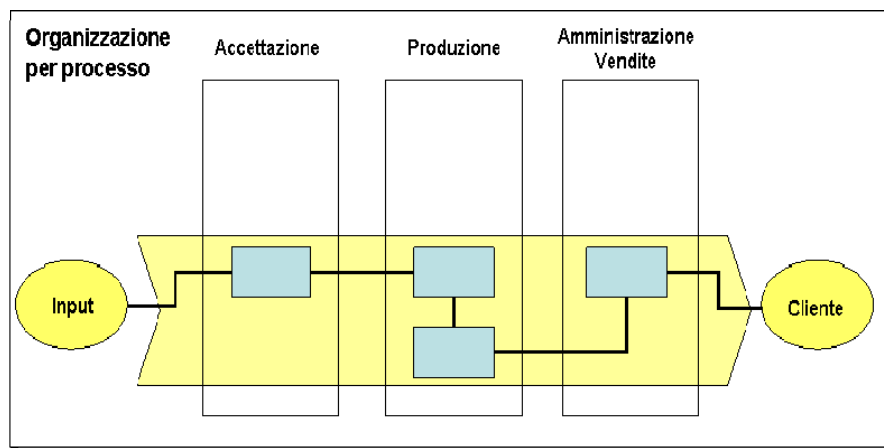 Organizzazione
per processo
Accettazione
Produzione
Amministrazione
Vendite
Input
Cliente